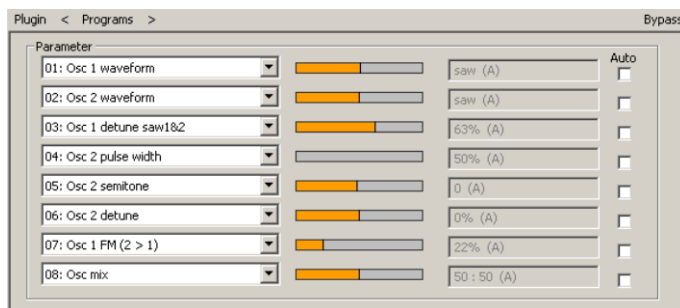 Plugin < Programs > Bypass
Parameter
Auto
01: Osc 1 waveform saw (A)
02: Osc 2 waveform saw (A)
03: Osc 1 detune saw1&2 63% (A)
04: Osc 2 pulse width 50% (A)
05: Osc 2 semitone 0 (A)
06: Osc 2 detune 0% (A)
07: Osc 1 FM (2 > 1) 22% (A)
08: Osc mix 50 : 50 (A)